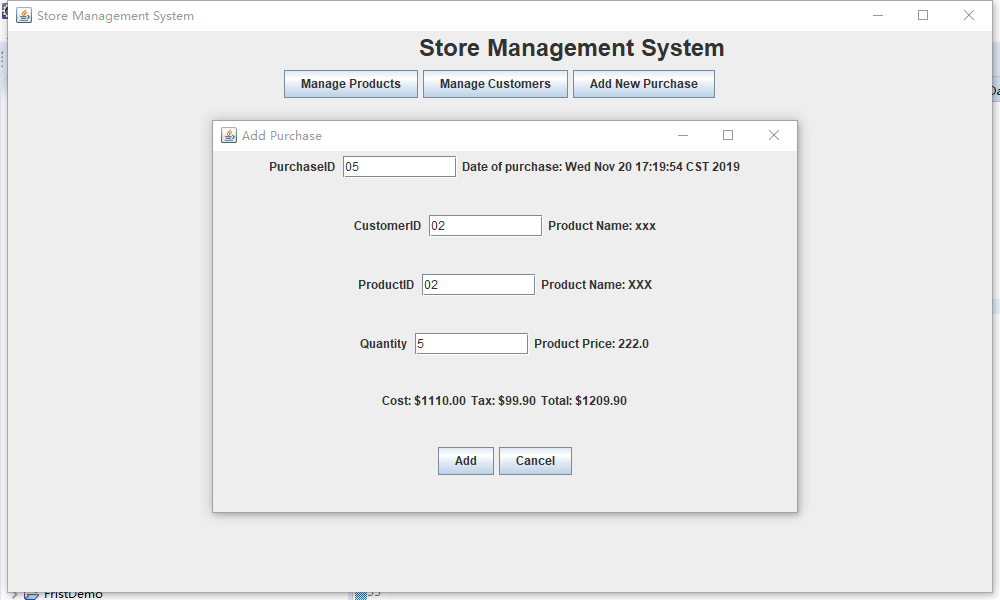 Store Management System
Store Management System
Manage Products Manage Customers Add New Purchase
Add Purchase
PurchaseID 05 Date of purchase: Wed Nov 20 17:19:54 CST 2019
CustomerID 02 Product Name: xxx
ProductID 02 Product Name: XXX
Quantity 5 Product Price: 222.0
Cost: $1110.00 Tax: $99.90 Total: $1209.90
Add Cancel
FristDemo